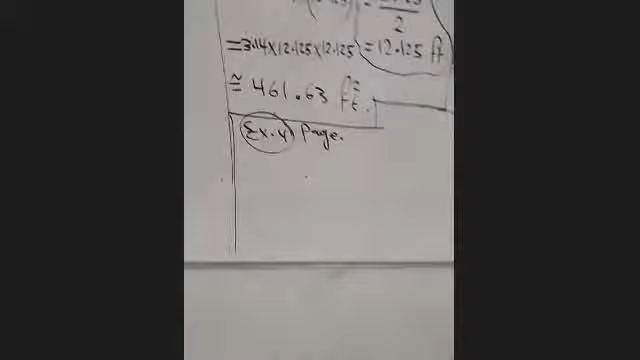 2
=3.14×12.125×12.125 =12.125 ft
≅ 461.63 ft²
Ex.4 Page.